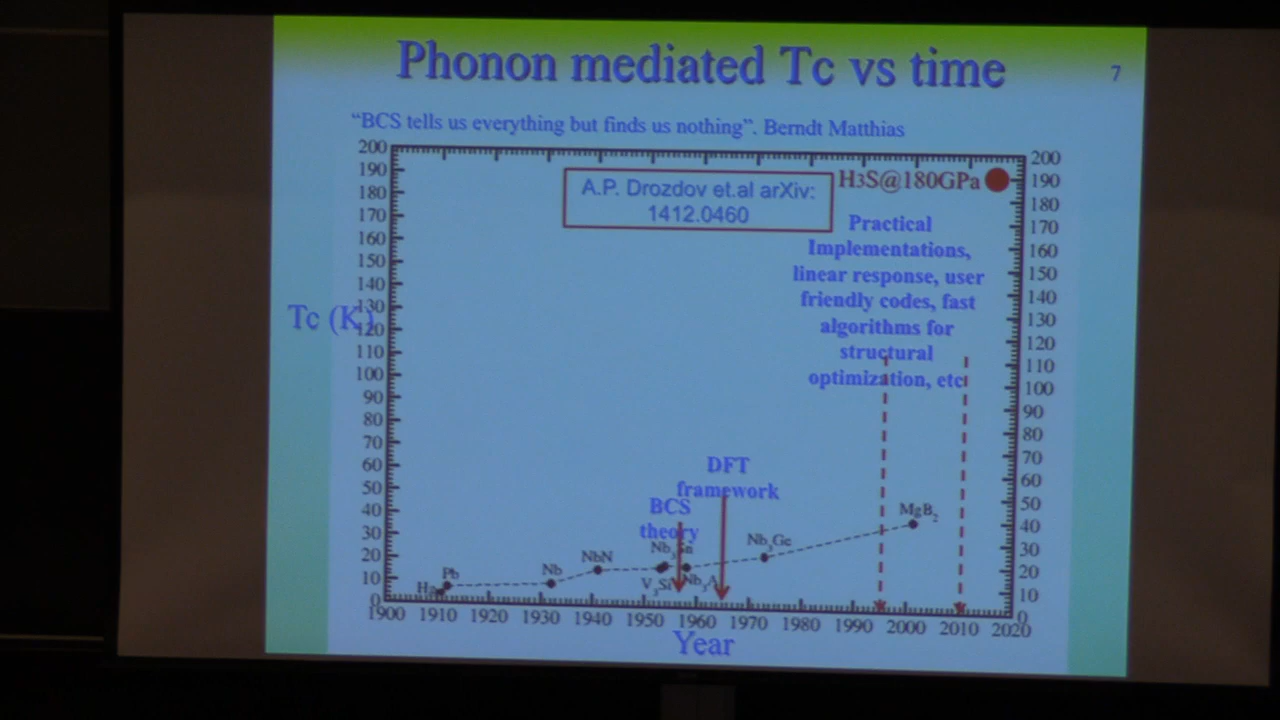 Phonon mediated Tc vs time
7
“BCS tells us everything but finds us nothing”. Berndt Matthias
A.P. Drozdov et.al arXiv:
1412.0460
H3S@180GPa
Practical
Implementations,
linear response, user
friendly codes, fast
algorithms for
structural
optimization, etc
Tc (K)
200
190
180
170
160
150
140
130
120
110
100
90
80
70
60
50
40
30
20
10
0
200
190
180
170
160
150
140
130
120
110
100
90
80
70
60
50
40
30
20
10
0
DFT
framework
BCS
theory
Pb
Nb
NbN
V3Si
Nb3Ge
MgB2
1900 1910 1920 1930 1940 1950 1960 1970 1980 1990 2000 2010 2020
Year